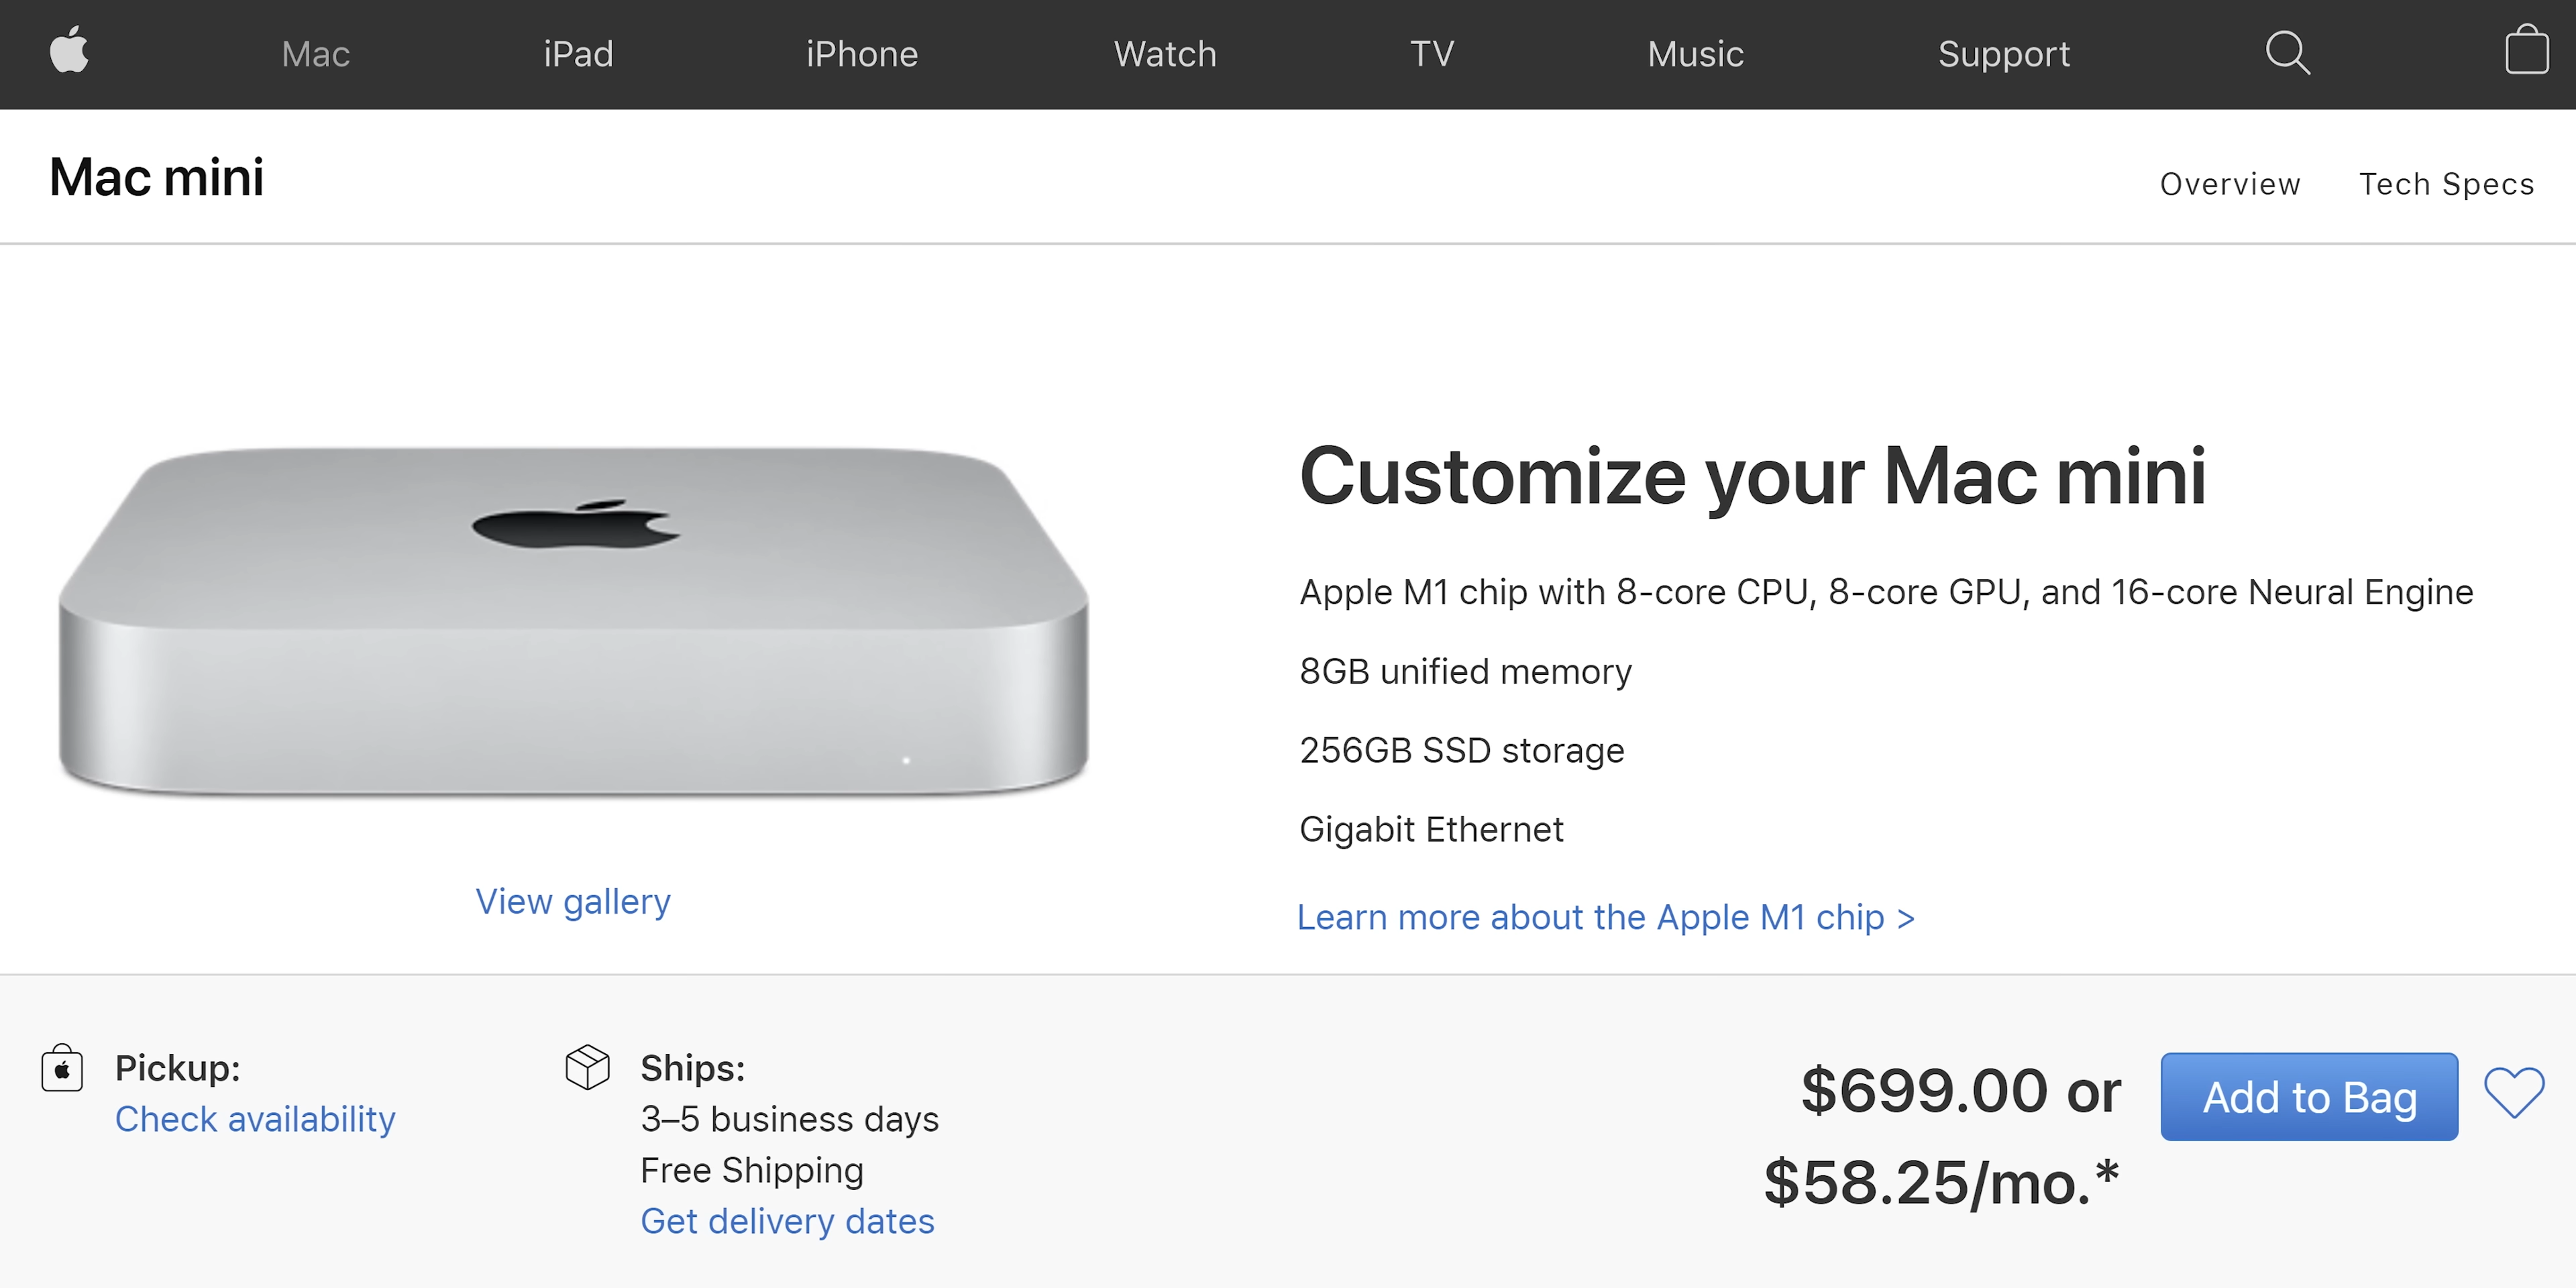 Mac iPad iPhone Watch TV Music Support
Mac mini
Overview Tech Specs
Customize your Mac mini
Apple M1 chip with 8-core CPU, 8-core GPU, and 16-core Neural Engine
8GB unified memory
256GB SSD storage
Gigabit Ethernet
Learn more about the Apple M1 chip >
View gallery
Pickup:
Check availability
Ships:
3–5 business days
Free Shipping
Get delivery dates
$699.00 or
$58.25/mo.*
Add to Bag